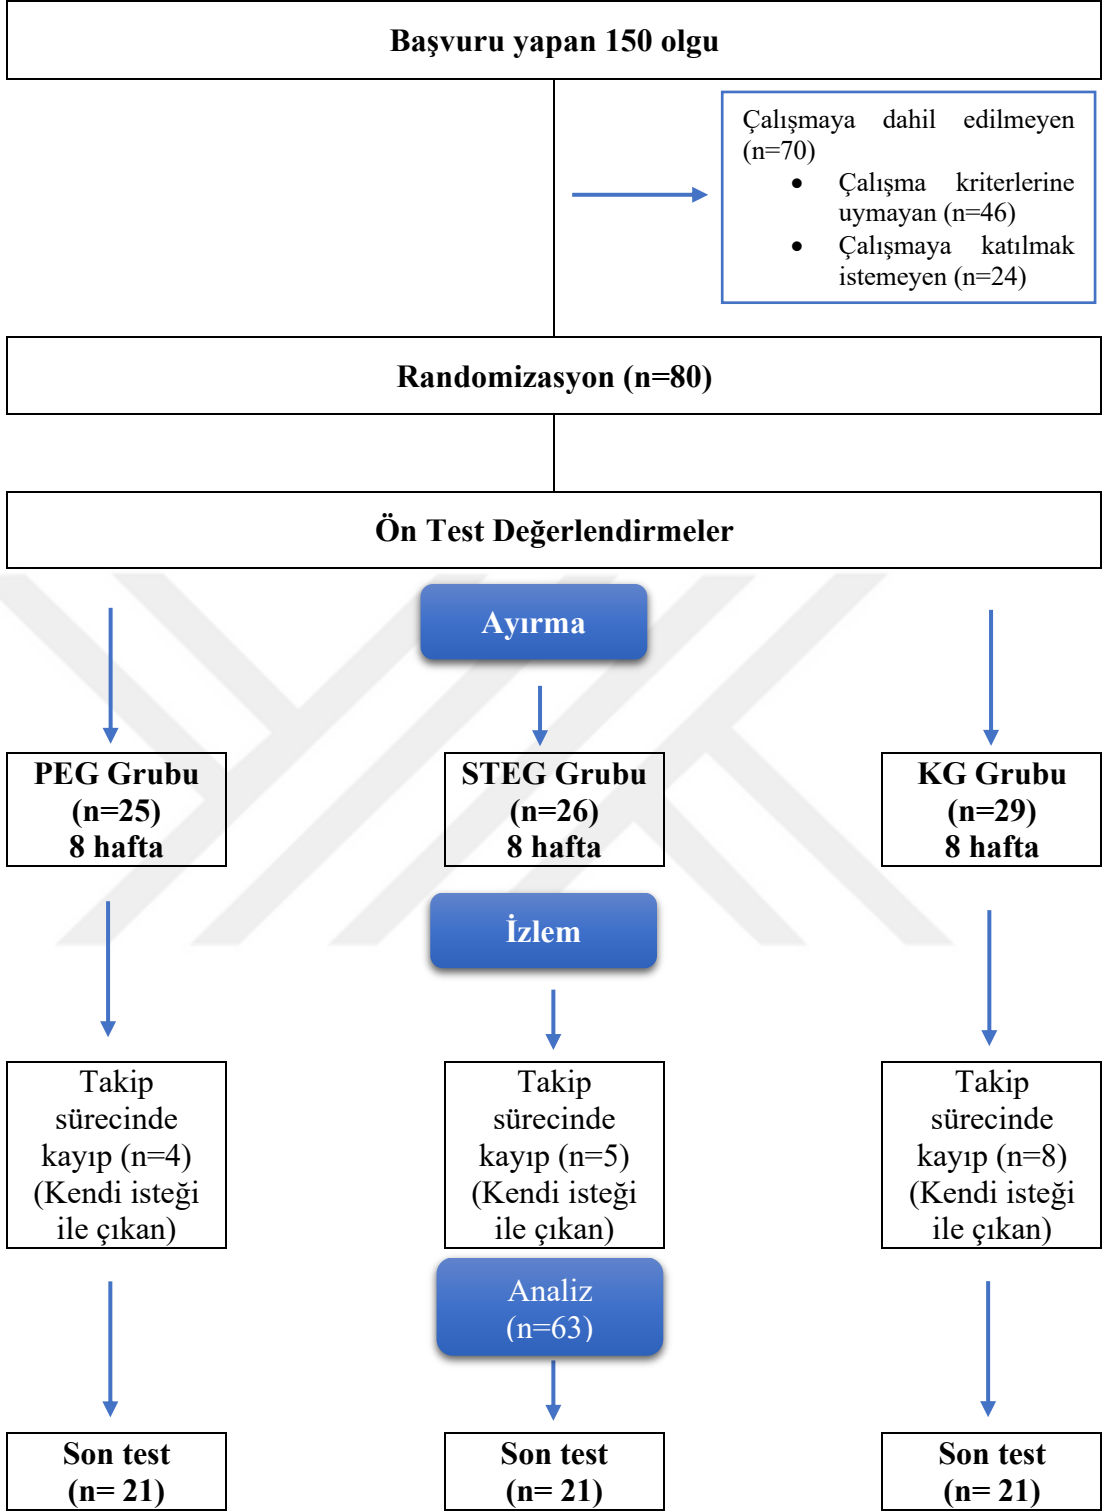 Başvuru yapan 150 olgu
Çalışmaya dahil edilmeyen
(n=70)
• Çalışma kriterlerine
uymayan (n=46)
• Çalışmaya katılmak
istemeyen (n=24)
Randomizasyon (n=80)
Ön Test Değerlendirmeler
Ayırma
PEG Grubu
(n=25)
8 hafta
STEG Grubu
(n=26)
8 hafta
KG Grubu
(n=29)
8 hafta
İzlem
Takip
sürecinde
kayıp (n=4)
(Kendi isteği
ile çıkan)
Takip
sürecinde
kayıp (n=5)
(Kendi isteği
ile çıkan)
Takip
sürecinde
kayıp (n=8)
(Kendi isteği
ile çıkan)
Analiz
(n=63)
Son test
(n= 21)
Son test
(n= 21)
Son test
(n= 21)